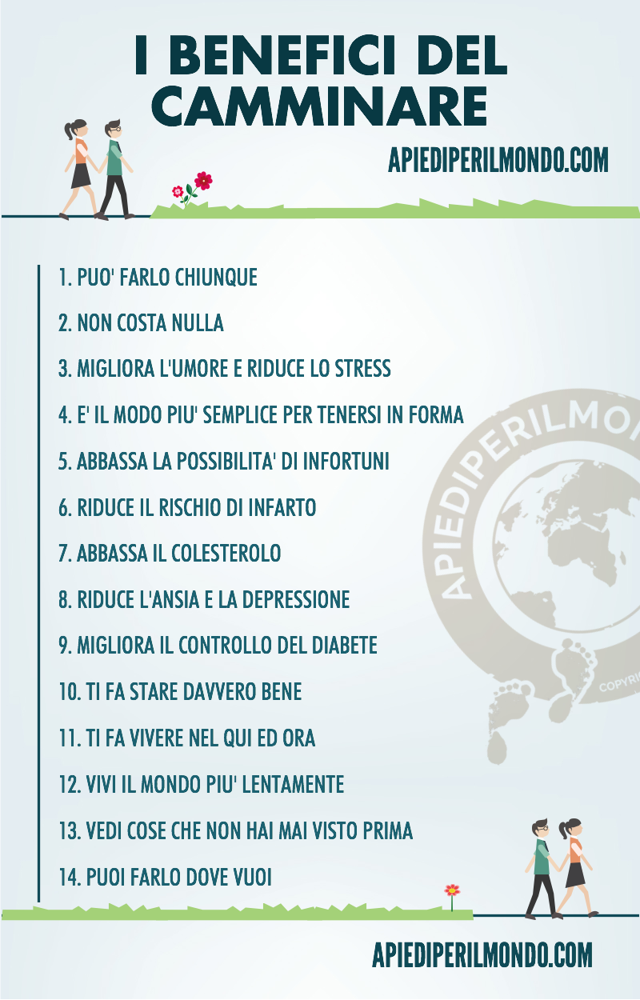 I BENEFICI DEL
CAMMINARE
APIEDIPERILMONDO.COM
1. PUO' FARLO CHIUNQUE
2. NON COSTA NULLA
3. MIGLIORA L'UMORE E RIDUCE LO STRESS
4. E' IL MODO PIU' SEMPLICE PER TENERSI IN FORMA
5. ABBASSA LA POSSIBILITA' DI INFORTUNI
6. RIDUCE IL RISCHIO DI INFARTO
7. ABBASSA IL COLESTEROLO
8. RIDUCE L'ANSIA E LA DEPRESSIONE
9. MIGLIORA IL CONTROLLO DEL DIABETE
10. TI FA STARE DAVVERO BENE
11. TI FA VIVERE NEL QUI ED ORA
12. VIVI IL MONDO PIU' LENTAMENTE
13. VEDI COSE CHE NON HAI MAI VISTO PRIMA
14. PUOI FARLO DOVE VUOI
APIEDIPERILMON
COPYRI
APIEDIPERILMONDO.COM